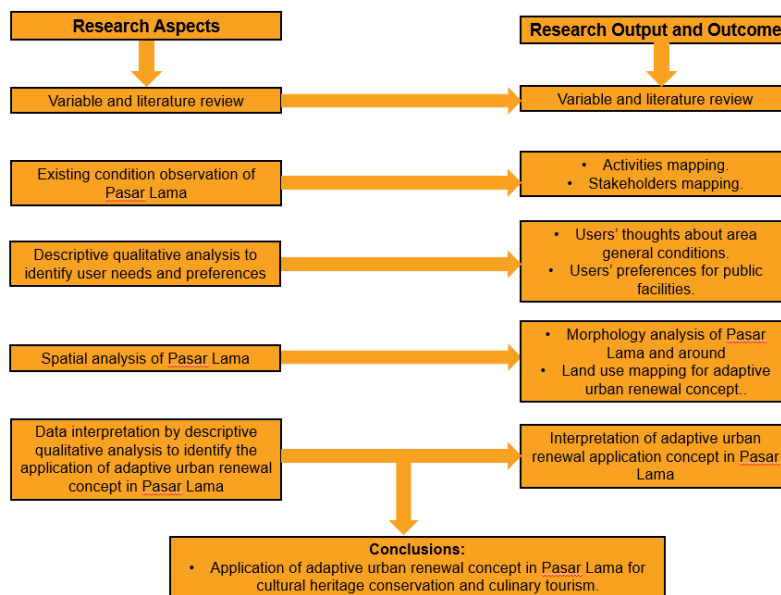 Research Aspects
Research Output and Outcome
Variable and literature review
Variable and literature review
Existing condition observation of
Pasar Lama
• Activities mapping.
• Stakeholders mapping.
Descriptive qualitative analysis to
identify user needs and preferences
• Users’ thoughts about area
general conditions.
• Users’ preferences for public
facilities.
Spatial analysis of Pasar Lama
• Morphology analysis of Pasar
Lama and around
• Land use mapping for adaptive
urban renewal concept..
Data interpretation by descriptive
qualitative analysis to identify the
application of adaptive urban renewal
concept in Pasar Lama
Interpretation of adaptive urban
renewal application concept in Pasar
Lama
Conclusions:
• Application of adaptive urban renewal concept in Pasar Lama for
cultural heritage conservation and culinary tourism.